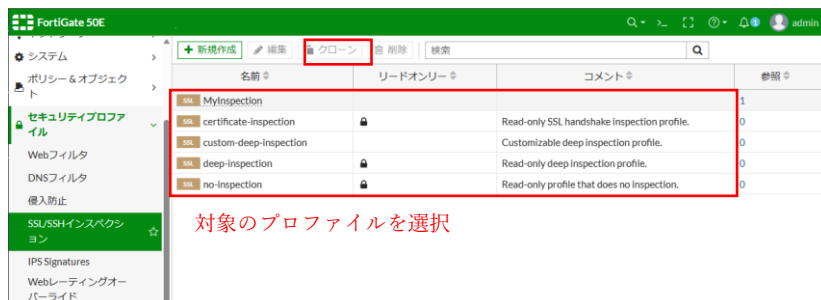 FortiGate 50E
1
admin
システム
ポリシー＆オブジェク
ト
セキュリティプロファ
イル
Webフィルタ
DNSフィルタ
侵入防止
SSL/SSHインスペクシ
ョン
IPS Signatures
Webレーティングオー
バーライド
新規作成 編集 クローン 削除 検索
名前 リードオンリー コメント 参照
SSL MyInspection 1
SSL certificate-inspection Read-only SSL handshake inspection profile. 0
SSL custom-deep-inspection Customizable deep inspection profile. 0
SSL deep-inspection Read-only deep inspection profile. 0
SSL no-inspection Read-only profile that does no inspection. 0
対象のプロファイルを選択